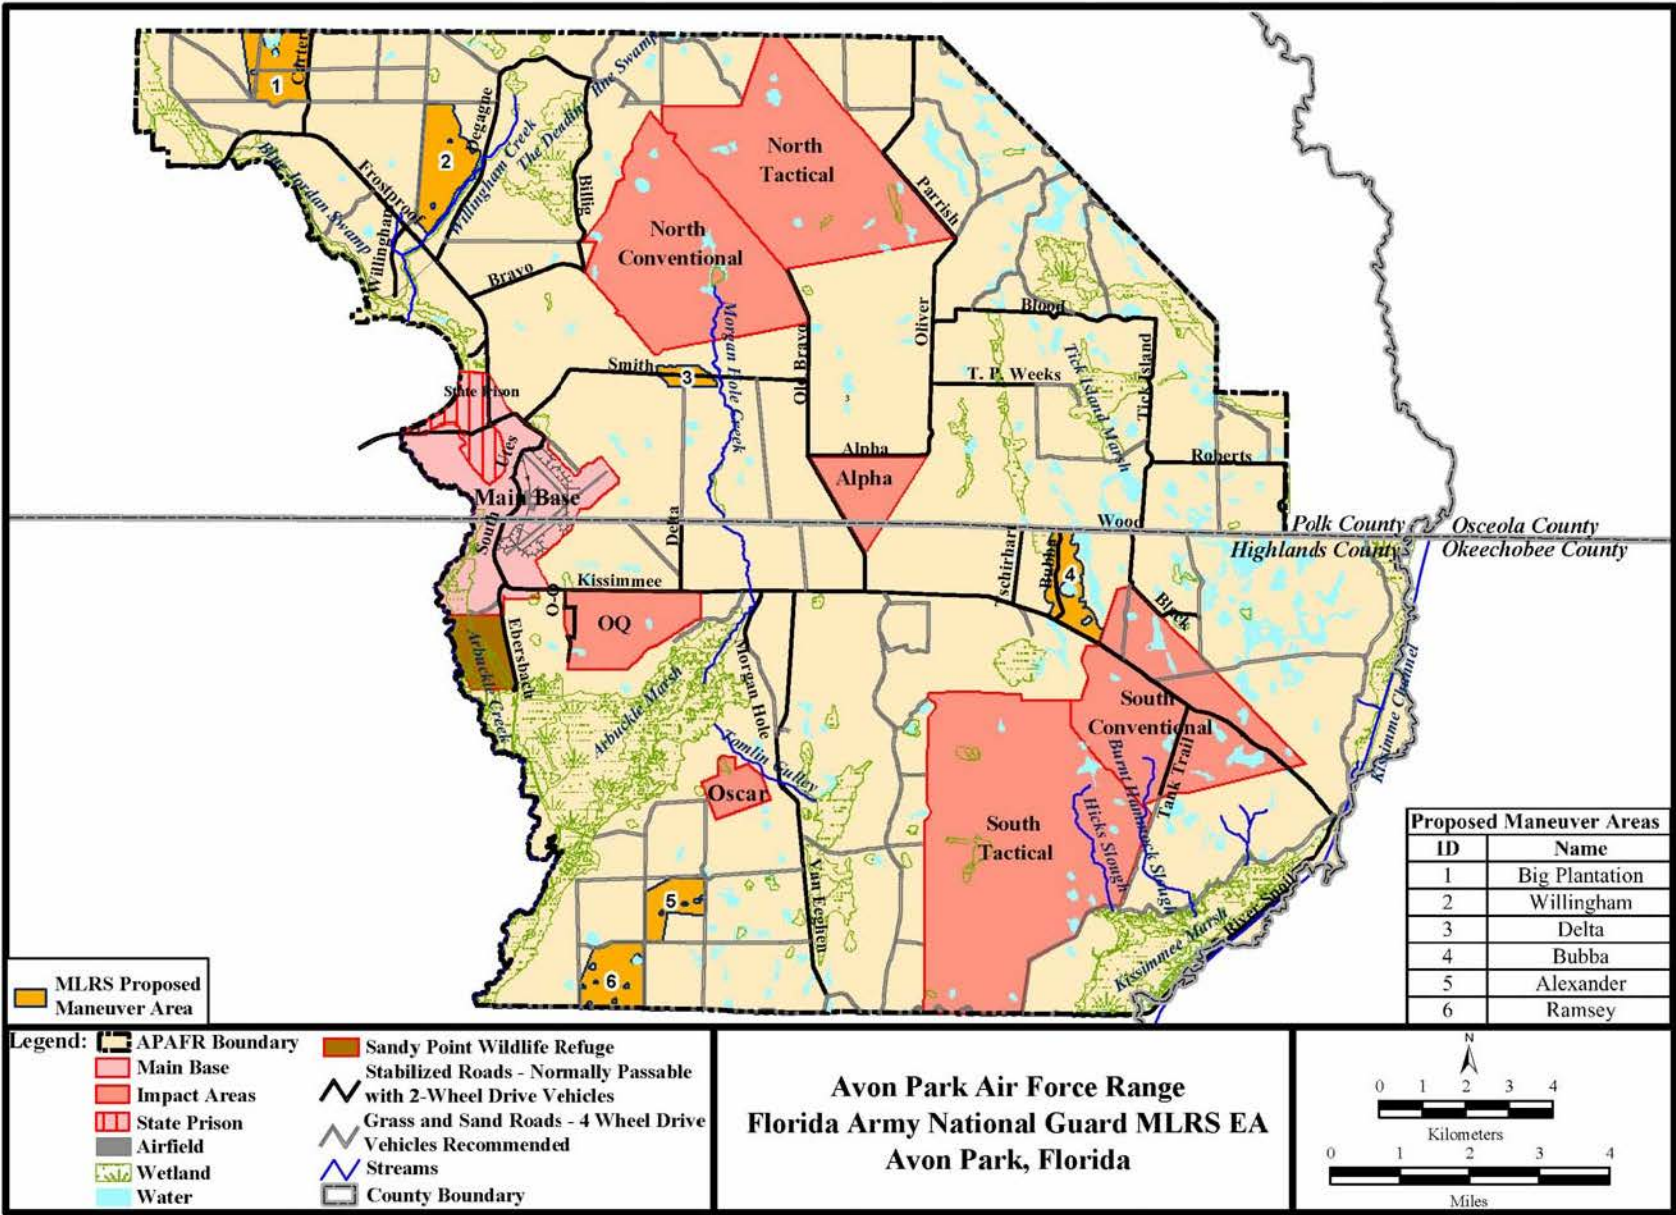 Carter
1
2
Degague
Willingham Creek
The Deadining Pine Swamp
Blue Jordan Swamp
Frostproof
Willingham
Billig
Bravo
North
Tactical
North
Conventional
Parrish
Morgan Hole Creek
Old Bravo
Oliver
Blood
Tick Island
Tick Island Marsh
T. P. Weeks
Smith
3
3
State Prison
Utes
Main Base
South
Alpha
Alpha
Roberts
Delta
Wood
Polk County
Osceola County
Highlands County
Okeechobee County
Bubba
4
Kissimmee
O-Q
OQ
Ebersbach
Arbuckle Creek
Arbuckle Marsh
Morgan Hole
Black
South
Conventional
Tank Trail
Burnt Hammock Slough
Hicks Slough
Kissimme Channel
Tomlin Gulley
Oscar
South
Tactical
Van Eeghen
5
6
Kissimmee Marsh
River Spoil
Proposed Maneuver Areas
ID Name
1 Big Plantation
2 Willingham
3 Delta
4 Bubba
5 Alexander
6 Ramsey
MLRS Proposed
Maneuver Area
Legend:
APAFR Boundary
Main Base
Impact Areas
State Prison
Airfield
Wetland
Water
Sandy Point Wildlife Refuge
Stabilized Roads - Normally Passable
with 2-Wheel Drive Vehicles
Grass and Sand Roads - 4 Wheel Drive
Vehicles Recommended
Streams
County Boundary
Avon Park Air Force Range
Florida Army National Guard MLRS EA
Avon Park, Florida
N
0 1 2 3 4
Kilometers
0 1 2 3 4
Miles